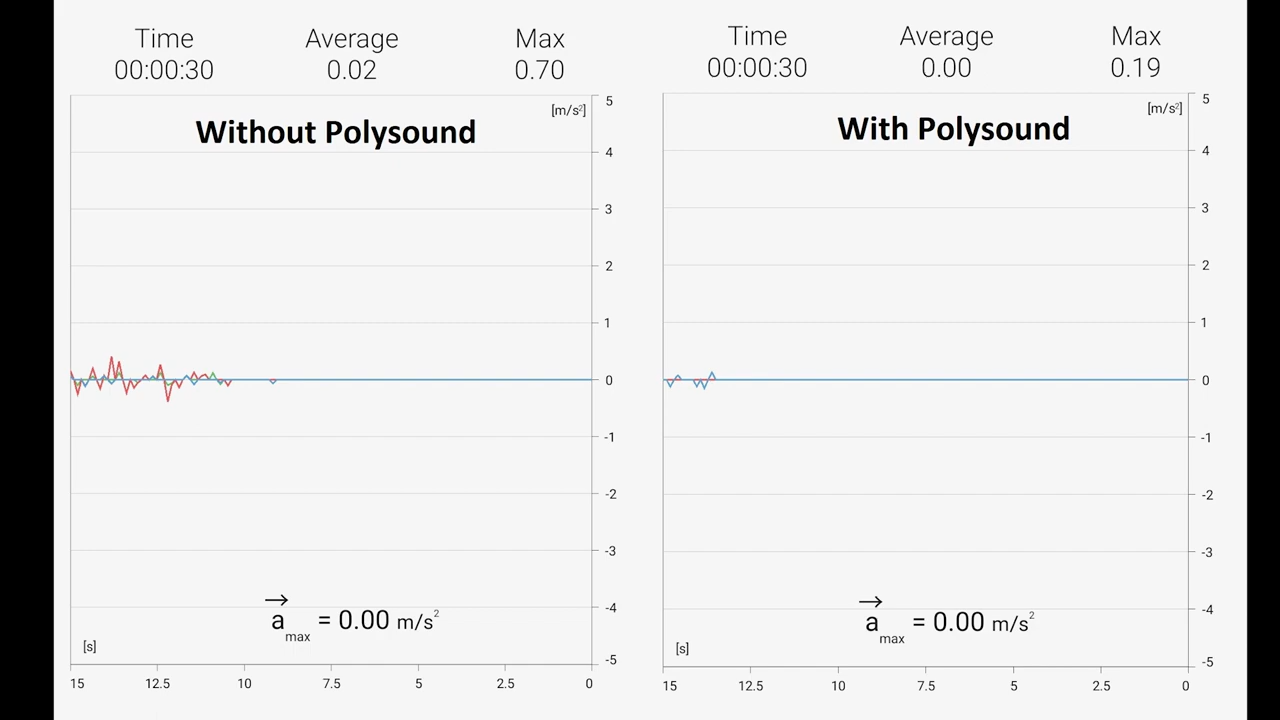 Time Average Max
00:00:30 0.02 0.70
Without Polysound
[m/s²]
5
4
3
2
1
0
-1
-2
-3
-4
-5
a max = 0.00 m/s²
[s]
15 12.5 10 7.5 5 2.5 0
Time Average Max
00:00:30 0.00 0.19
With Polysound
[m/s²]
5
4
3
2
1
0
-1
-2
-3
-4
-5
a max = 0.00 m/s²
[s]
15 12.5 10 7.5 5 2.5 0